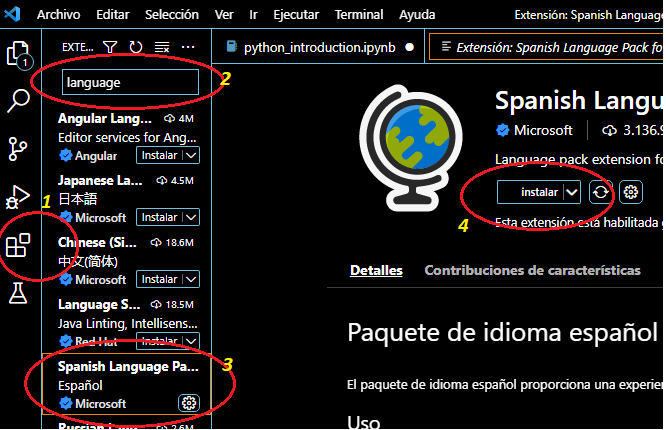 Archivo Editar Selección Ver Ir Ejecutar Terminal Ayuda Extensión: Spanish Language
EXTE...
python_introduction.ipynb
Extensión: Spanish Language Pack fo
1
language
2
Angular Lang... 4M
Editor services for Ang...
Angular Instalar
Japanese La... 4.5M
日本語
Microsoft Instalar
1
Chinese (Si... 18.6M
中文(简体)
Microsoft Instalar
Language S... 18.5M
Java Linting, Intellisens...
Red Hat Instalar
Spanish Language Pa... 3
Español
Microsoft
Spanish Langu
Microsoft 3.136.9
Language pack extension fo
instalar
4
Esta extensión está habilitada g
Detalles Contribuciones de características
Paquete de idioma español
El paquete de idioma español proporciona una experien
Uso